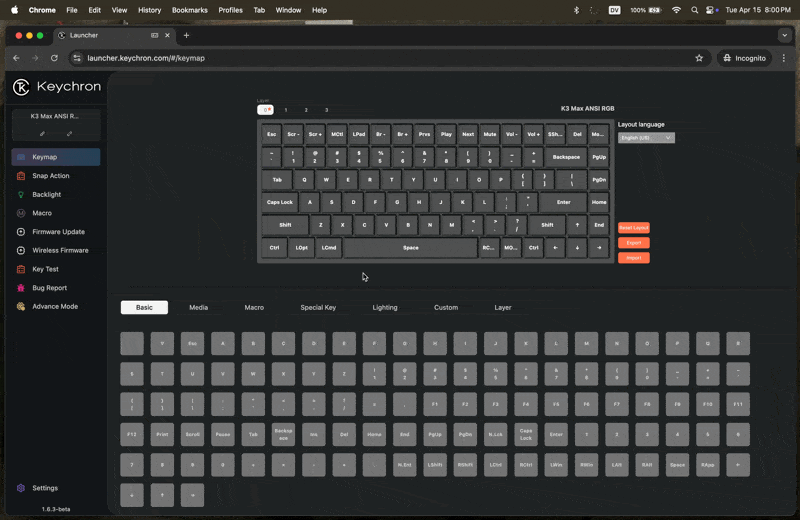 Chrome File Edit View History Bookmarks Profiles Tab Window Help DV 100% Tue Apr 15 8:00PM
Launcher
launcher.keychron.com/#/keymap Incognito
Keychron
K3 Max ANSI R...
Keymap
Snap Action
Backlight
Macro
Firmware Update
Wireless Firmware
Key Test
Bug Report
Advance Mode
Settings
1.6.3-beta
Layer
0 1 2 3 K3 Max ANSI RGB
Layout language
English (US)
Esc Scr - Scr + MCtl LPad Br - Br + Prvs Play Next Mute Vol - Vol + SSh... Del Mo...
~ ! @ # $ % ^ & * ( ) _ +
` 1 2 3 4 5 6 7 8 9 0 - = Backspace PgUp
Tab Q W E R T Y U I O P { [ } ] | \ PgDn
Caps Lock A S D F G H J K L : ; " ' Enter Home
Shift Z X C V B N M < , > . ? / Shift ↑ End
Ctrl LOpt LCmd Space RC... MO... Ctrl ← ↓ →
Reset Layout
Export
Import
Basic Media Macro Special Key Lighting Custom Layer
▽ Esc A B C D E F G H I J K L M N O P Q R
S T U V W X Y Z ! 1 @ 2 # 3 $ 4 % 5 ^ 6 & 7 * 8 ( 9 ) 0 _ - + = ~ `
{ [ } ] | \ : ; " ' < , > . ? / = , F1 F2 F3 F4 F5 F6 F7 F8 F9 F10 F11
F12 Print Scroll Pause Tab Backsp ace Ins Del Home End PgUp PgDn N.Lck Caps Lock Enter 1 2 3 4 5 6
7 8 9 0 ÷ × - + . N.Ent LShift RShift LCtrl RCtrl LWin RWin LAlt RAlt Space RApp